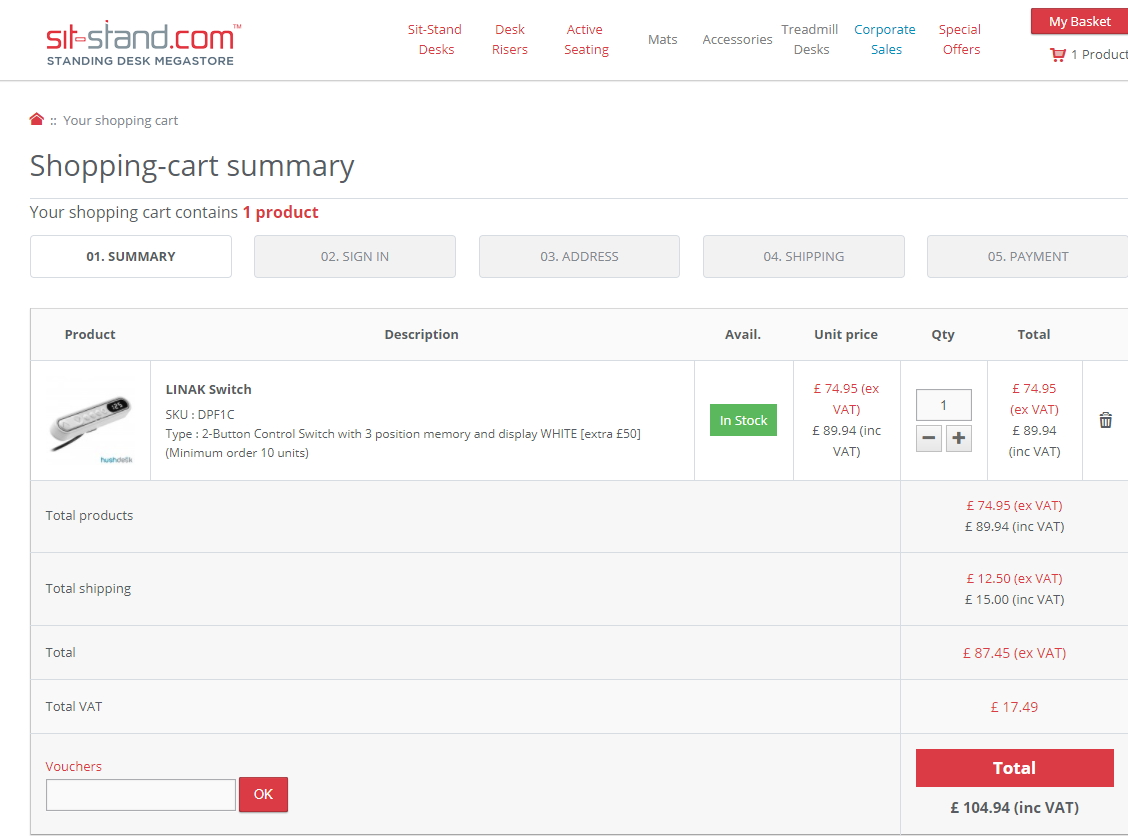 sit-stand.com™
STANDING DESK MEGASTORE
Sit-Stand Desks
Desk Risers
Active Seating
Mats
Accessories
Treadmill Desks
Corporate Sales
Special Offers
My Basket
1 Product
:: Your shopping cart
Shopping-cart summary
Your shopping cart contains 1 product
01. SUMMARY
02. SIGN IN
03. ADDRESS
04. SHIPPING
05. PAYMENT
Product Description Avail. Unit price Qty Total
hushdesk
LINAK Switch
SKU : DPF1C
Type : 2-Button Control Switch with 3 position memory and display WHITE [extra £50]
(Minimum order 10 units)
In Stock
£ 74.95 (ex
VAT)
£ 89.94 (inc
VAT)
1
£ 74.95
(ex VAT)
£ 89.94
(inc VAT)
Total products
£ 74.95 (ex VAT)
£ 89.94 (inc VAT)
Total shipping
£ 12.50 (ex VAT)
£ 15.00 (inc VAT)
Total
£ 87.45 (ex VAT)
Total VAT
£ 17.49
Vouchers
OK
Total
£ 104.94 (inc VAT)